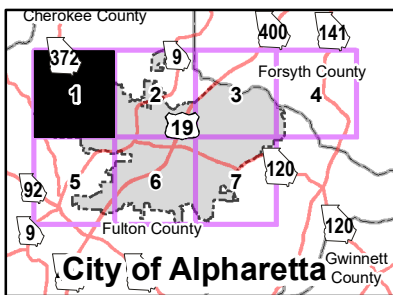 Cherokee County
400
141
372
9
Forsyth County
1
2
3
4
19
92
5
6
7
120
9
Fulton County
120
Gwinnett
County
City of Alpharetta